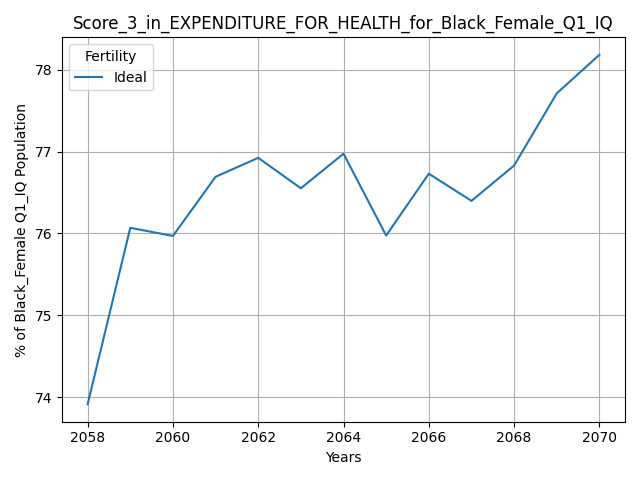 Score_3_in_EXPENDITURE_FOR_HEALTH_for_Black_Female_Q1_IQ
Fertility
Ideal
78
77
76
75
74
% of Black_Female Q1_IQ Population
2058 2060 2062 2064 2066 2068 2070
Years